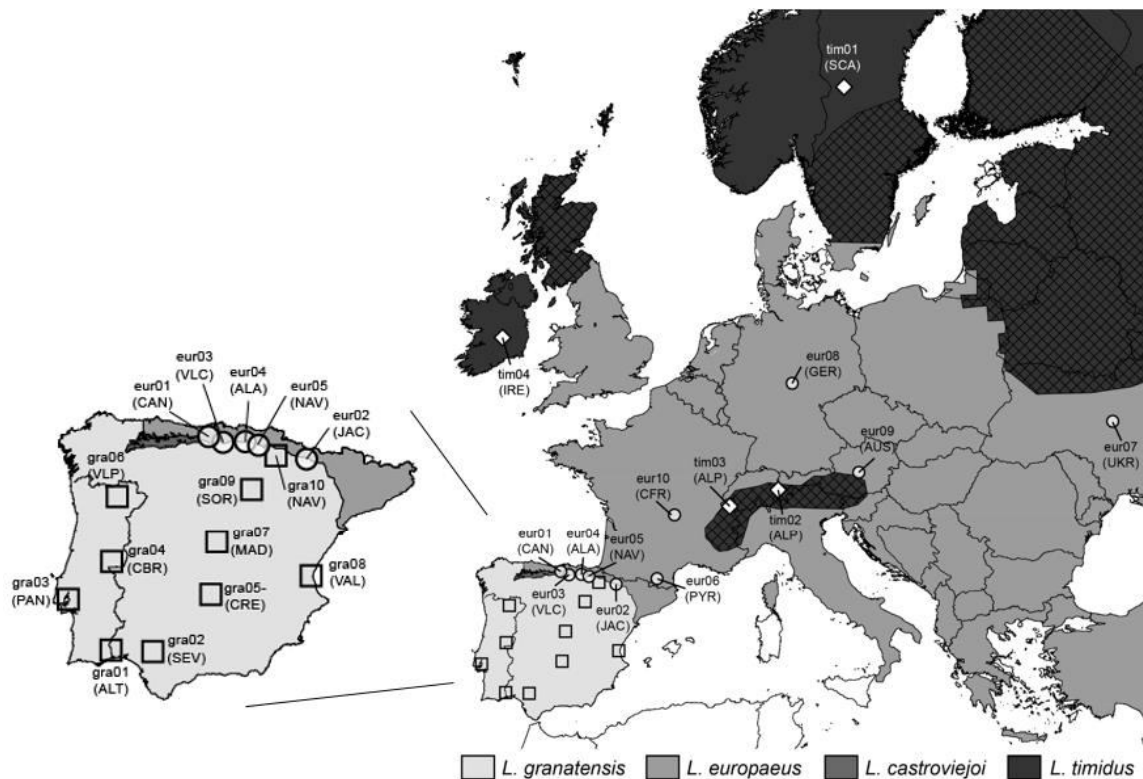 tim01
(SCA)
tim04
(IRE)
eur08
(GER)
eur07
(UKR)
eur09
(AUS)
tim03
(ALP)
eur10
(CFR)
tim02
(ALP)
eur01
(CAN)
eur04
(ALA)
eur05
(NAV)
eur03
(VLC)
eur02
(JAC)
eur06
(PYR)
eur03
(VLC)
eur01
(CAN)
eur04
(ALA)
eur05
(NAV)
eur02
(JAC)
gra06
(VLP)
gra09
(SOR)
gra10
(NAV)
gra07
(MAD)
gra04
(CBR)
gra03
(PAN)
gra05-
(CRE)
gra08
(VAL)
gra02
(SEV)
gra01
(ALT)
L. granatensis
L. europaeus
L. castroviejoi
L. timidus